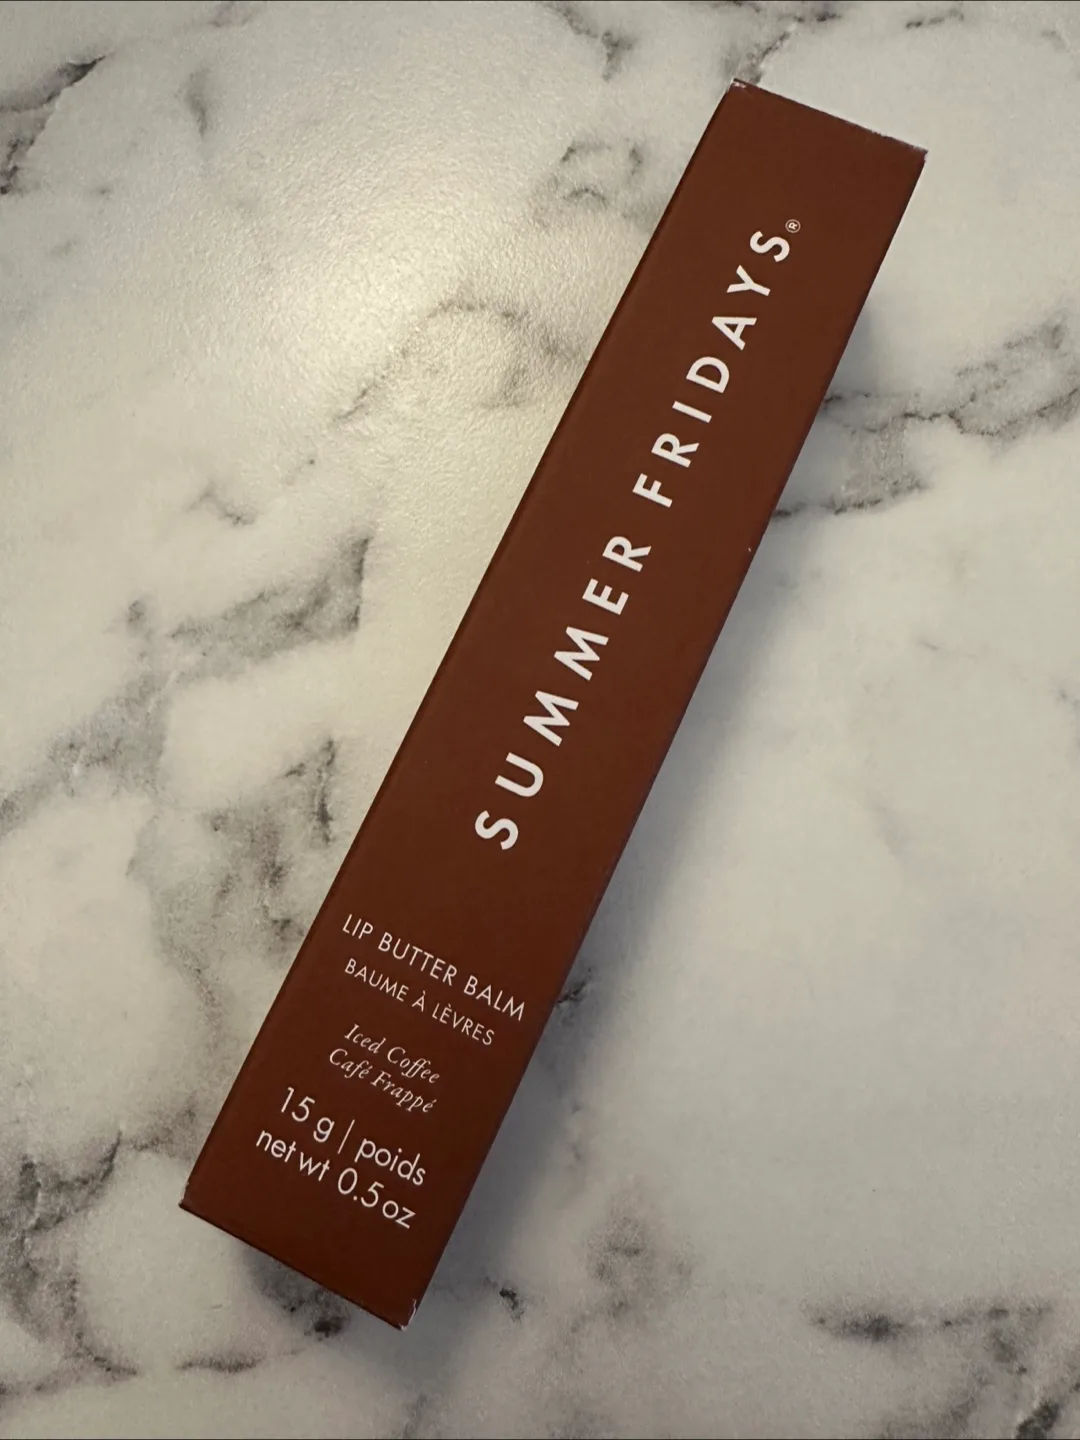 SUMMER FRIDAYS®
LIP BUTTER BALM
BAUME À LÈVRES
Iced Coffee
Café Frappé
15 g | poids
net wt 0.5 oz